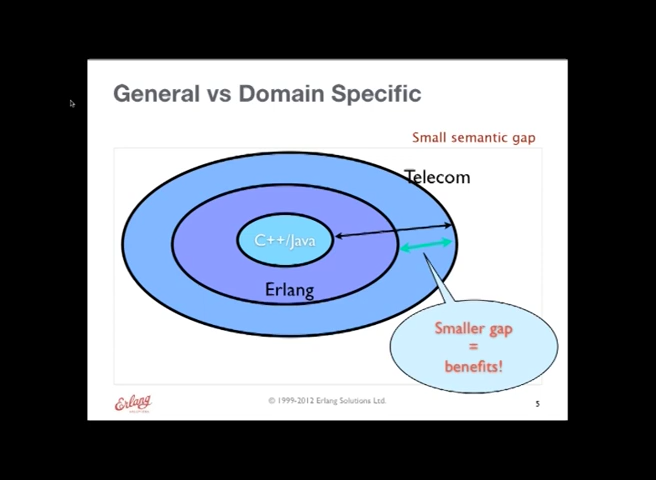 General vs Domain Specific
Small semantic gap
Telecom
C++/Java
Erlang
Smaller gap
=
benefits!
Erlang
SOLUTIONS
© 1999-2012 Erlang Solutions Ltd.
5